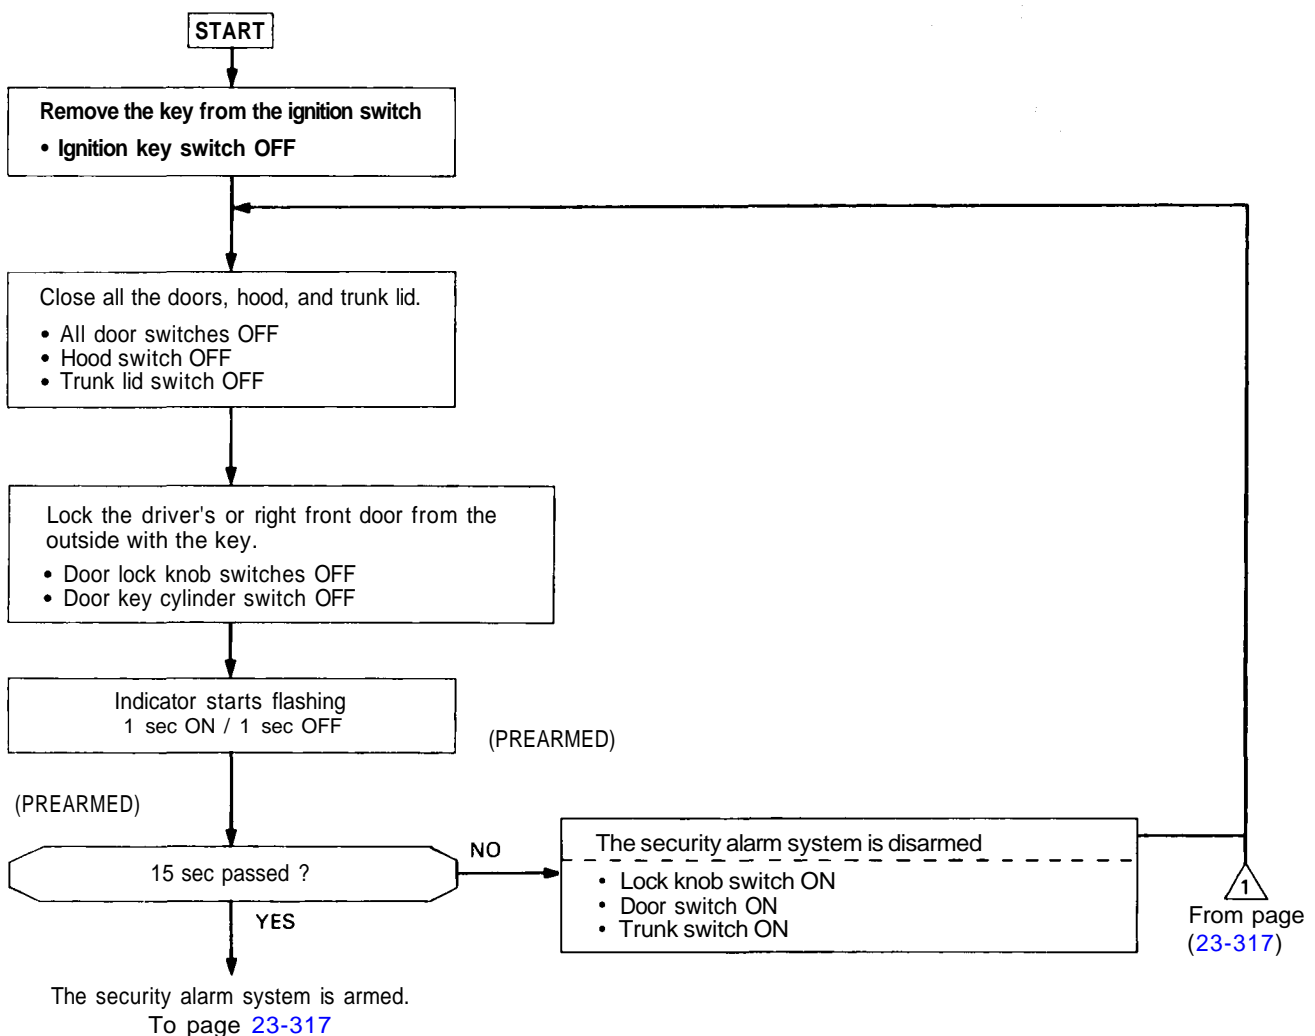 START
Remove the key from the ignition switch
• Ignition key switch OFF
Close all the doors, hood, and trunk lid.
• All door switches OFF
• Hood switch OFF
• Trunk lid switch OFF
Lock the driver's or right front door from the
outside with the key.
• Door lock knob switches OFF
• Door key cylinder switch OFF
Indicator starts flashing
1 sec ON / 1 sec OFF
(PREARMED)
(PREARMED)
15 sec passed ?
NO
YES
The security alarm system is disarmed
• Lock knob switch ON
• Door switch ON
• Trunk switch ON
1
From page
(23-317)
The security alarm system is armed.
To page 23-317